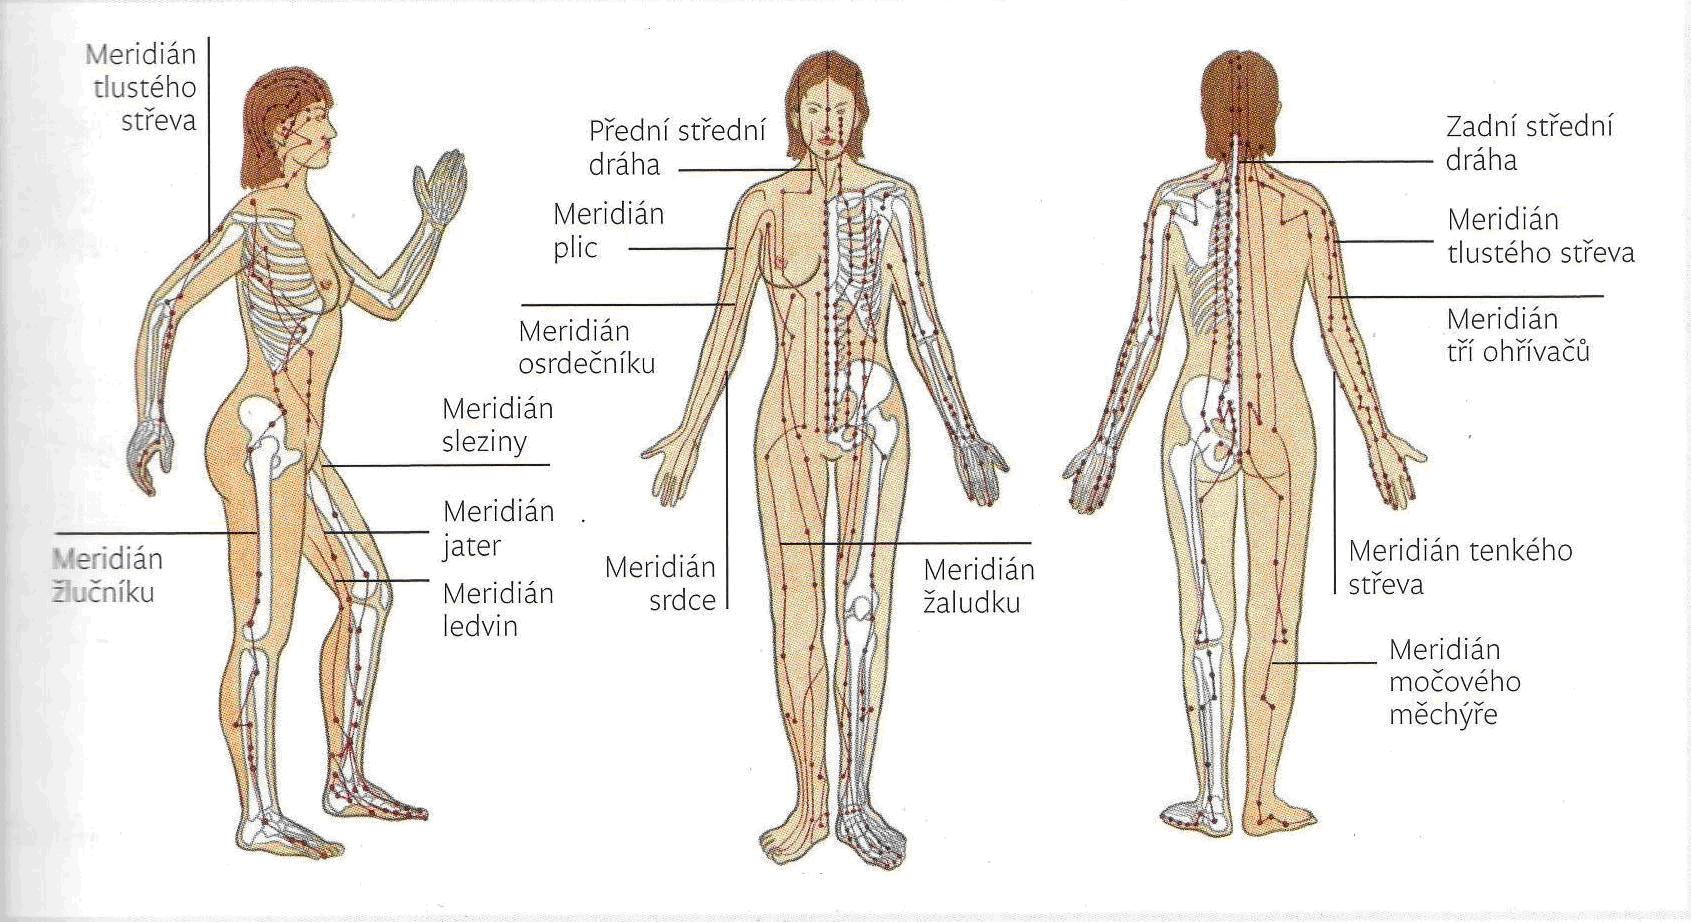 Meridián
tlustého
střeva
Meridián
sleziny
Meridián
jater
Meridián
ledvin
Meridián
žlučníku
Přední střední
dráha
Meridián
plic
Meridián
osrdečníku
Meridián
srdce
Meridián
žaludku
Zadní střední
dráha
Meridián
tlustého střeva
Meridián
tří ohřívačů
Meridián tenkého
střeva
Meridián
močového
měchýře